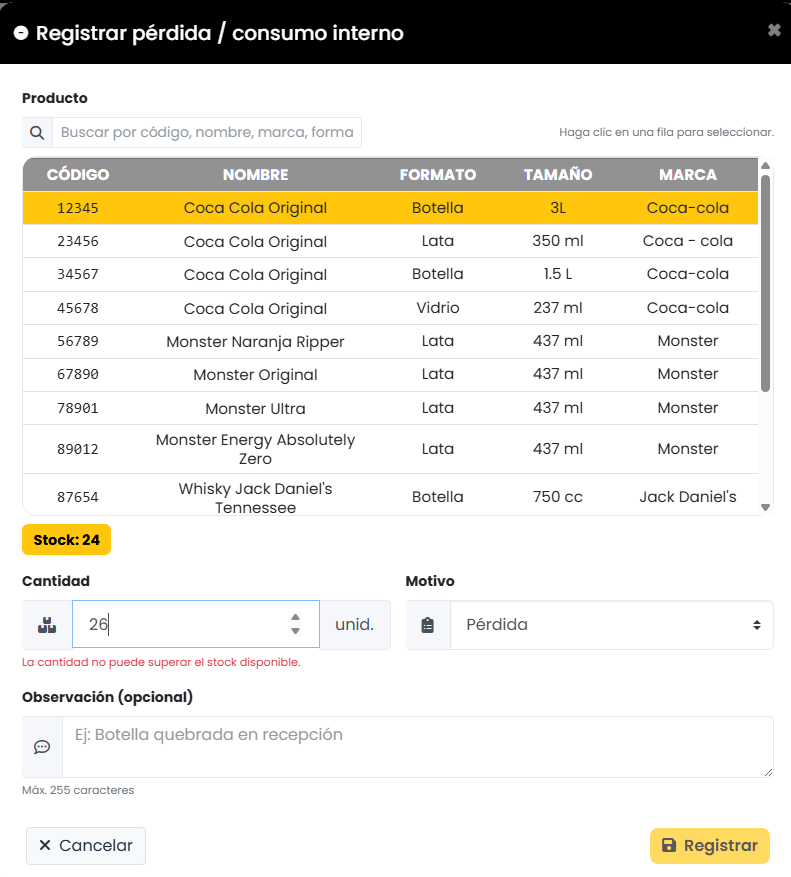 Registrar pérdida / consumo interno
Producto
Buscar por código, nombre, marca, forma
Haga clic en una fila para seleccionar.
CÓDIGO NOMBRE FORMATO TAMAÑO MARCA
12345 Coca Cola Original Botella 3L Coca-cola
23456 Coca Cola Original Lata 350 ml Coca - cola
34567 Coca Cola Original Botella 1.5 L Coca-cola
45678 Coca Cola Original Vidrio 237 ml Coca-cola
56789 Monster Naranja Ripper Lata 437 ml Monster
67890 Monster Original Lata 437 ml Monster
78901 Monster Ultra Lata 437 ml Monster
89012 Monster Energy Absolutely Zero Lata 437 ml Monster
87654 Whisky Jack Daniel's Tennessee Botella 750 cc Jack Daniel's
Stock: 24
Cantidad Motivo
26 unid. Pérdida
La cantidad no puede superar el stock disponible.
Observación (opcional)
Ej: Botella quebrada en recepción
Máx. 255 caracteres
Cancelar Registrar